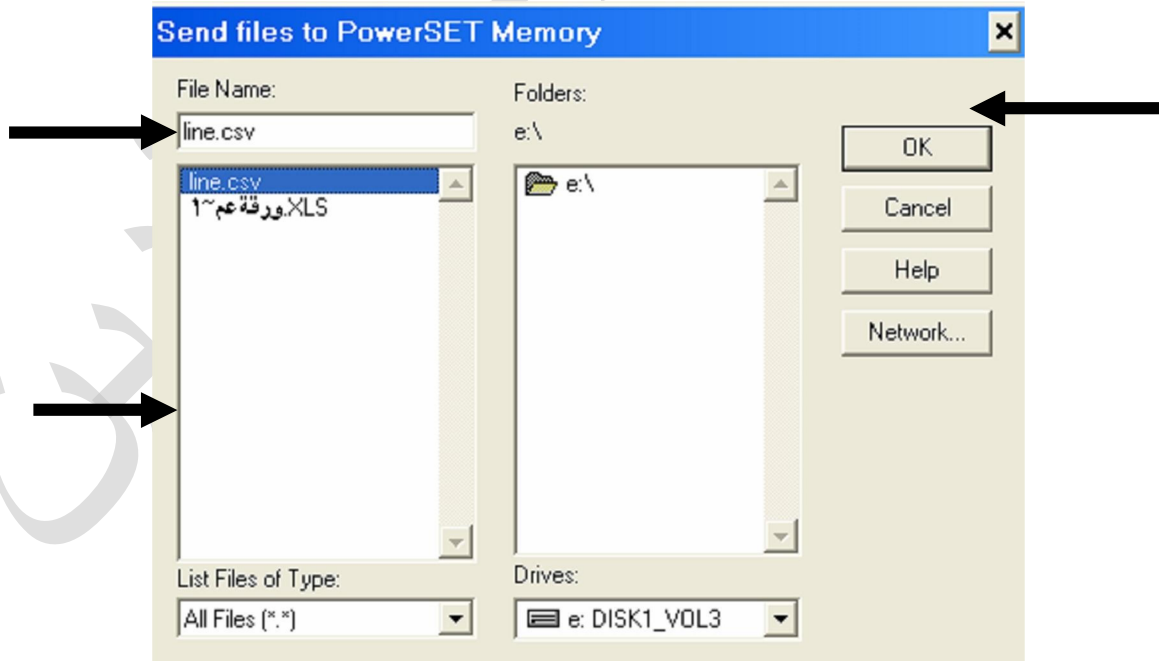 Send files to PowerSET Memory
File Name:
line.csv
line.csv
ورقة عم~١.XLS
List Files of Type:
All Files (*.*)
Folders:
e:\
e:\
Drives:
e: DISK1_VOL3
OK
Cancel
Help
Network...